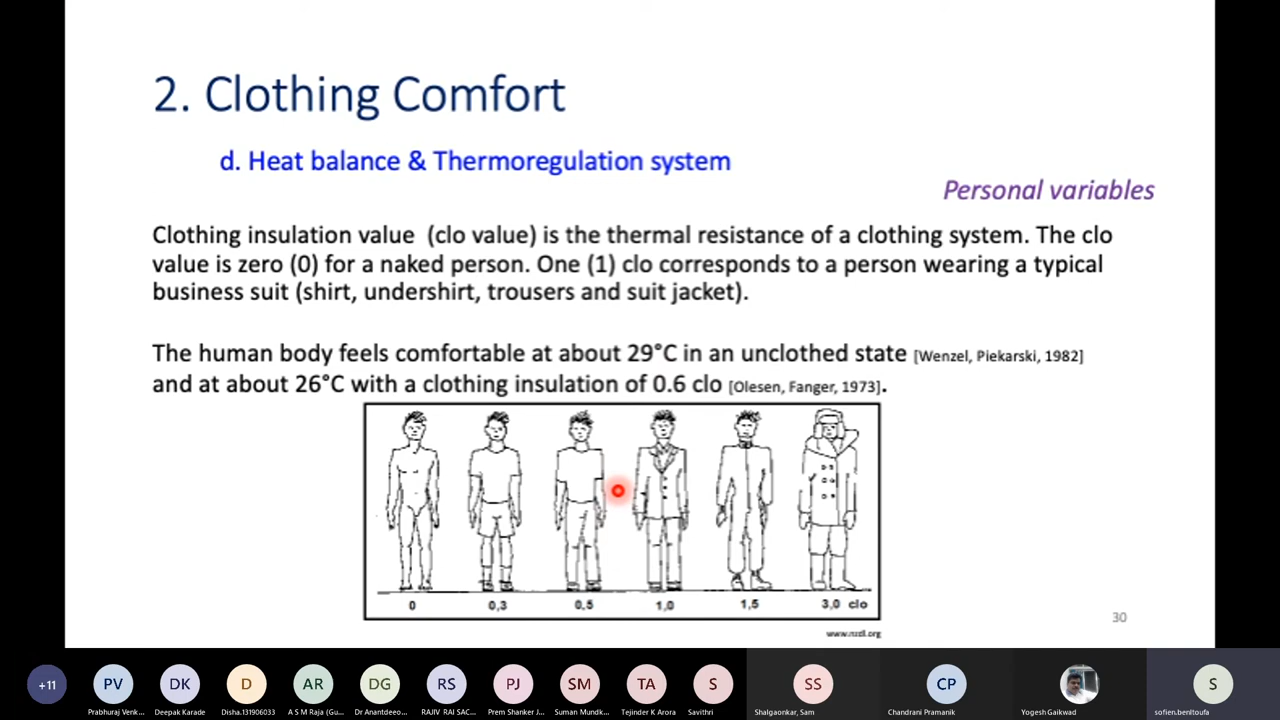 2. Clothing Comfort
d. Heat balance & Thermoregulation system
Personal variables
Clothing insulation value (clo value) is the thermal resistance of a clothing system. The clo
value is zero (0) for a naked person. One (1) clo corresponds to a person wearing a typical
business suit (shirt, undershirt, trousers and suit jacket).
The human body feels comfortable at about 29°C in an unclothed state [Wenzel, Piekarski, 1982]
and at about 26°C with a clothing insulation of 0.6 clo [Olesen, Fanger, 1973].
0 0,3 0,5 1,0 1,5 3,0 clo
30
+11 PV DK D AR DG RS PJ SM TA S SS CP S
Prabhuraj Venk... Deepak Karade Disha.131906033 A S M Raja (Gu... Dr Anantdeeo... RAJIV RAI SAC... Prem Shanker J... Suman Mundk... Tejinder K Arora Savithri Shalgaonkar, Sam Chandrani Pramanik Yogesh Gaikwad sofien.benltoufa